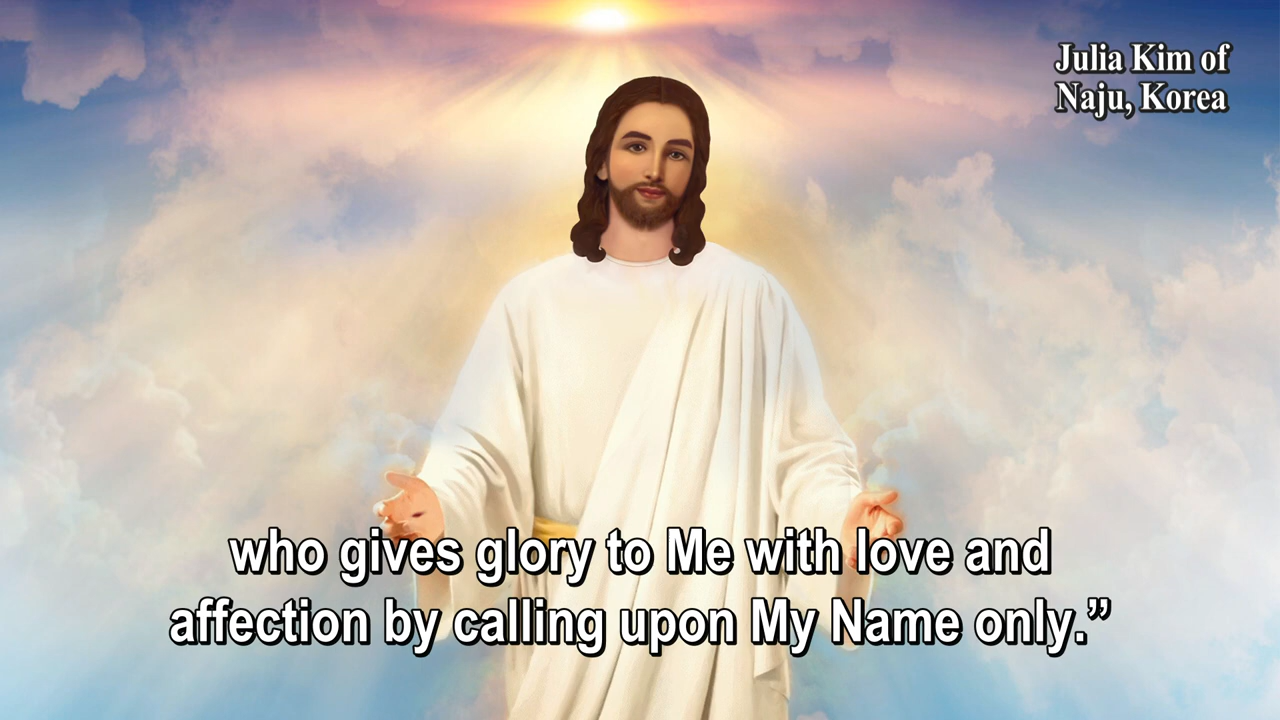 Julia Kim of
Naju, Korea
who gives glory to Me with love and
affection by calling upon My Name only.”